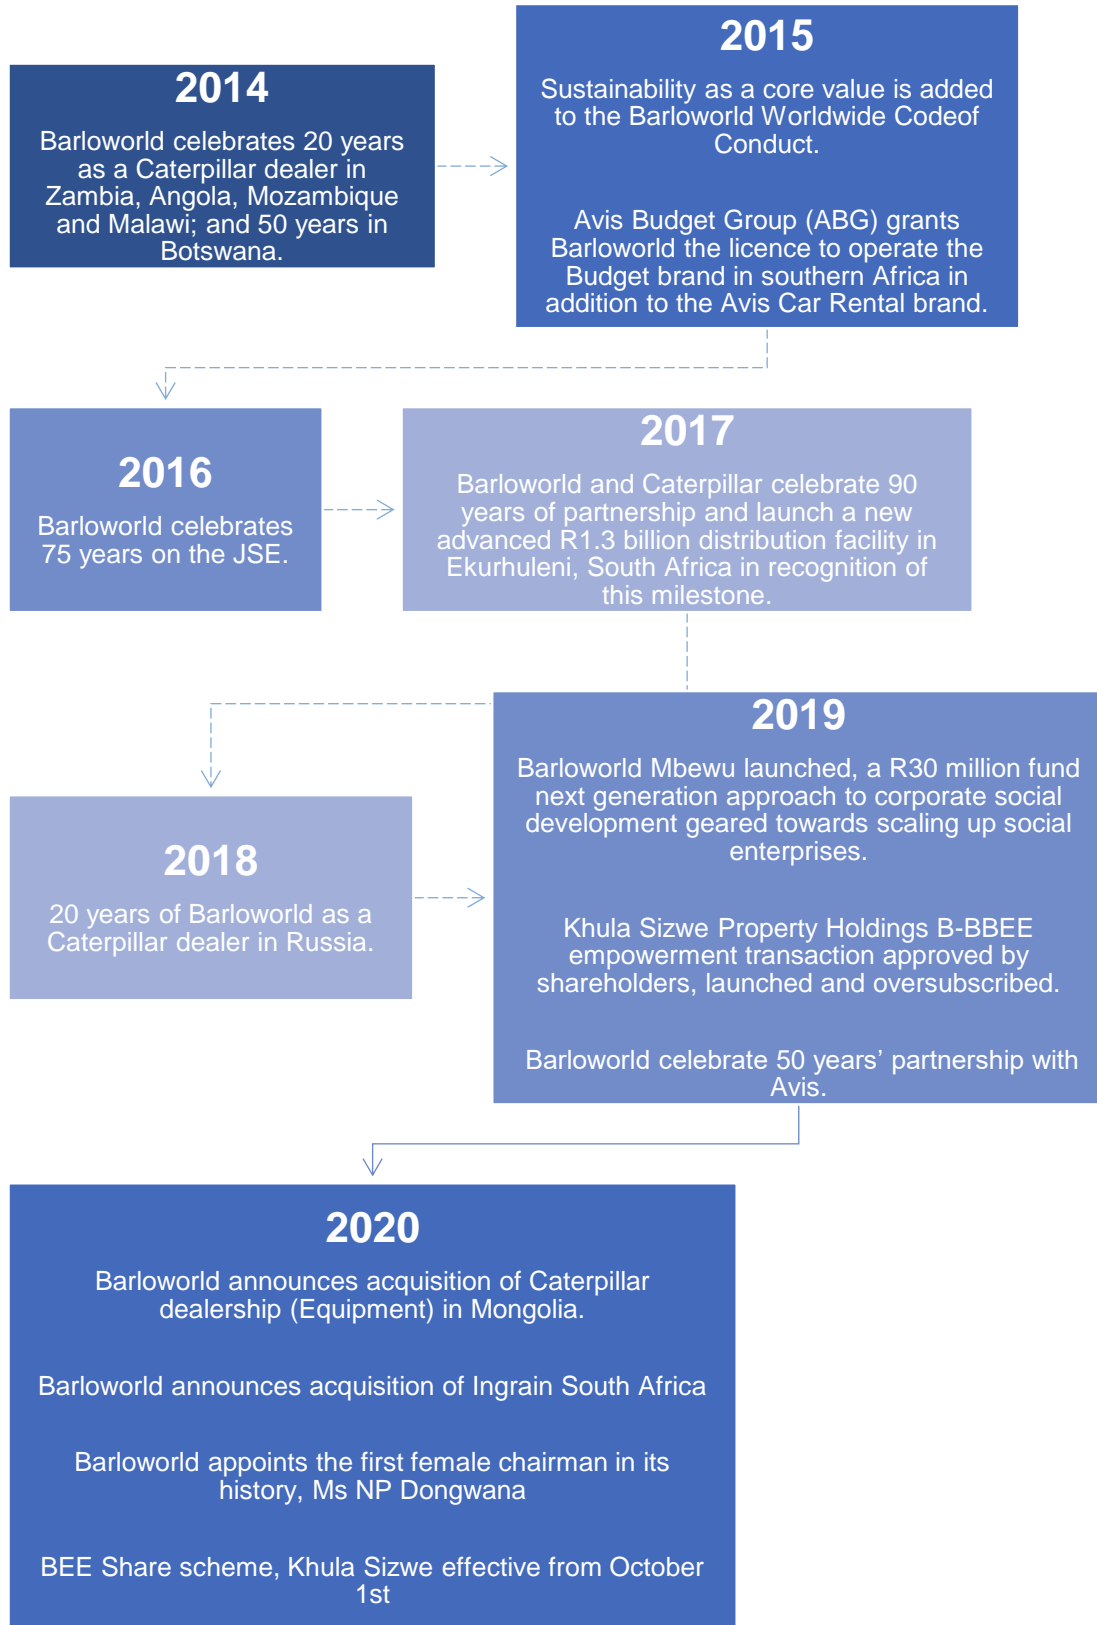 2014
Barloworld celebrates 20 years
as a Caterpillar dealer in
Zambia, Angola, Mozambique
and Malawi; and 50 years in
Botswana.
2015
Sustainability as a core value is added
to the Barloworld Worldwide Codeof
Conduct.
Avis Budget Group (ABG) grants
Barloworld the licence to operate the
Budget brand in southern Africa in
addition to the Avis Car Rental brand.
2016
Barloworld celebrates
75 years on the JSE.
2017
Barloworld and Caterpillar celebrate 90
years of partnership and launch a new
advanced R1.3 billion distribution facility in
Ekurhuleni, South Africa in recognition of
this milestone.
2018
20 years of Barloworld as a
Caterpillar dealer in Russia.
2019
Barloworld Mbewu launched, a R30 million fund
next generation approach to corporate social
development geared towards scaling up social
enterprises.
Khula Sizwe Property Holdings B-BBEE
empowerment transaction approved by
shareholders, launched and oversubscribed.
Barloworld celebrate 50 years’ partnership with
Avis.
2020
Barloworld announces acquisition of Caterpillar
dealership (Equipment) in Mongolia.
Barloworld announces acquisition of Ingrain South Africa
Barloworld appoints the first female chairman in its
history, Ms NP Dongwana
BEE Share scheme, Khula Sizwe effective from October
1st